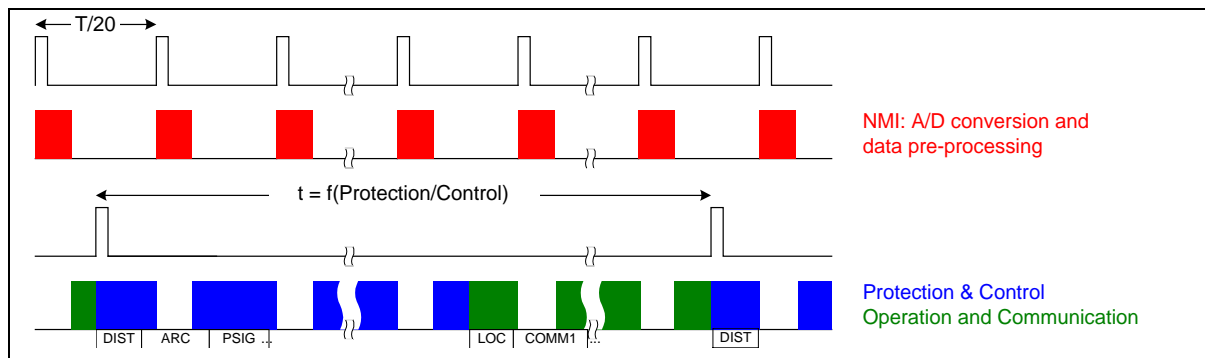 T/20
NMI: A/D conversion and
data pre-processing
t = f(Protection/Control)
Protection & Control
Operation and Communication
DIST ARC PSIG ... LOC COMM1 ... DIST